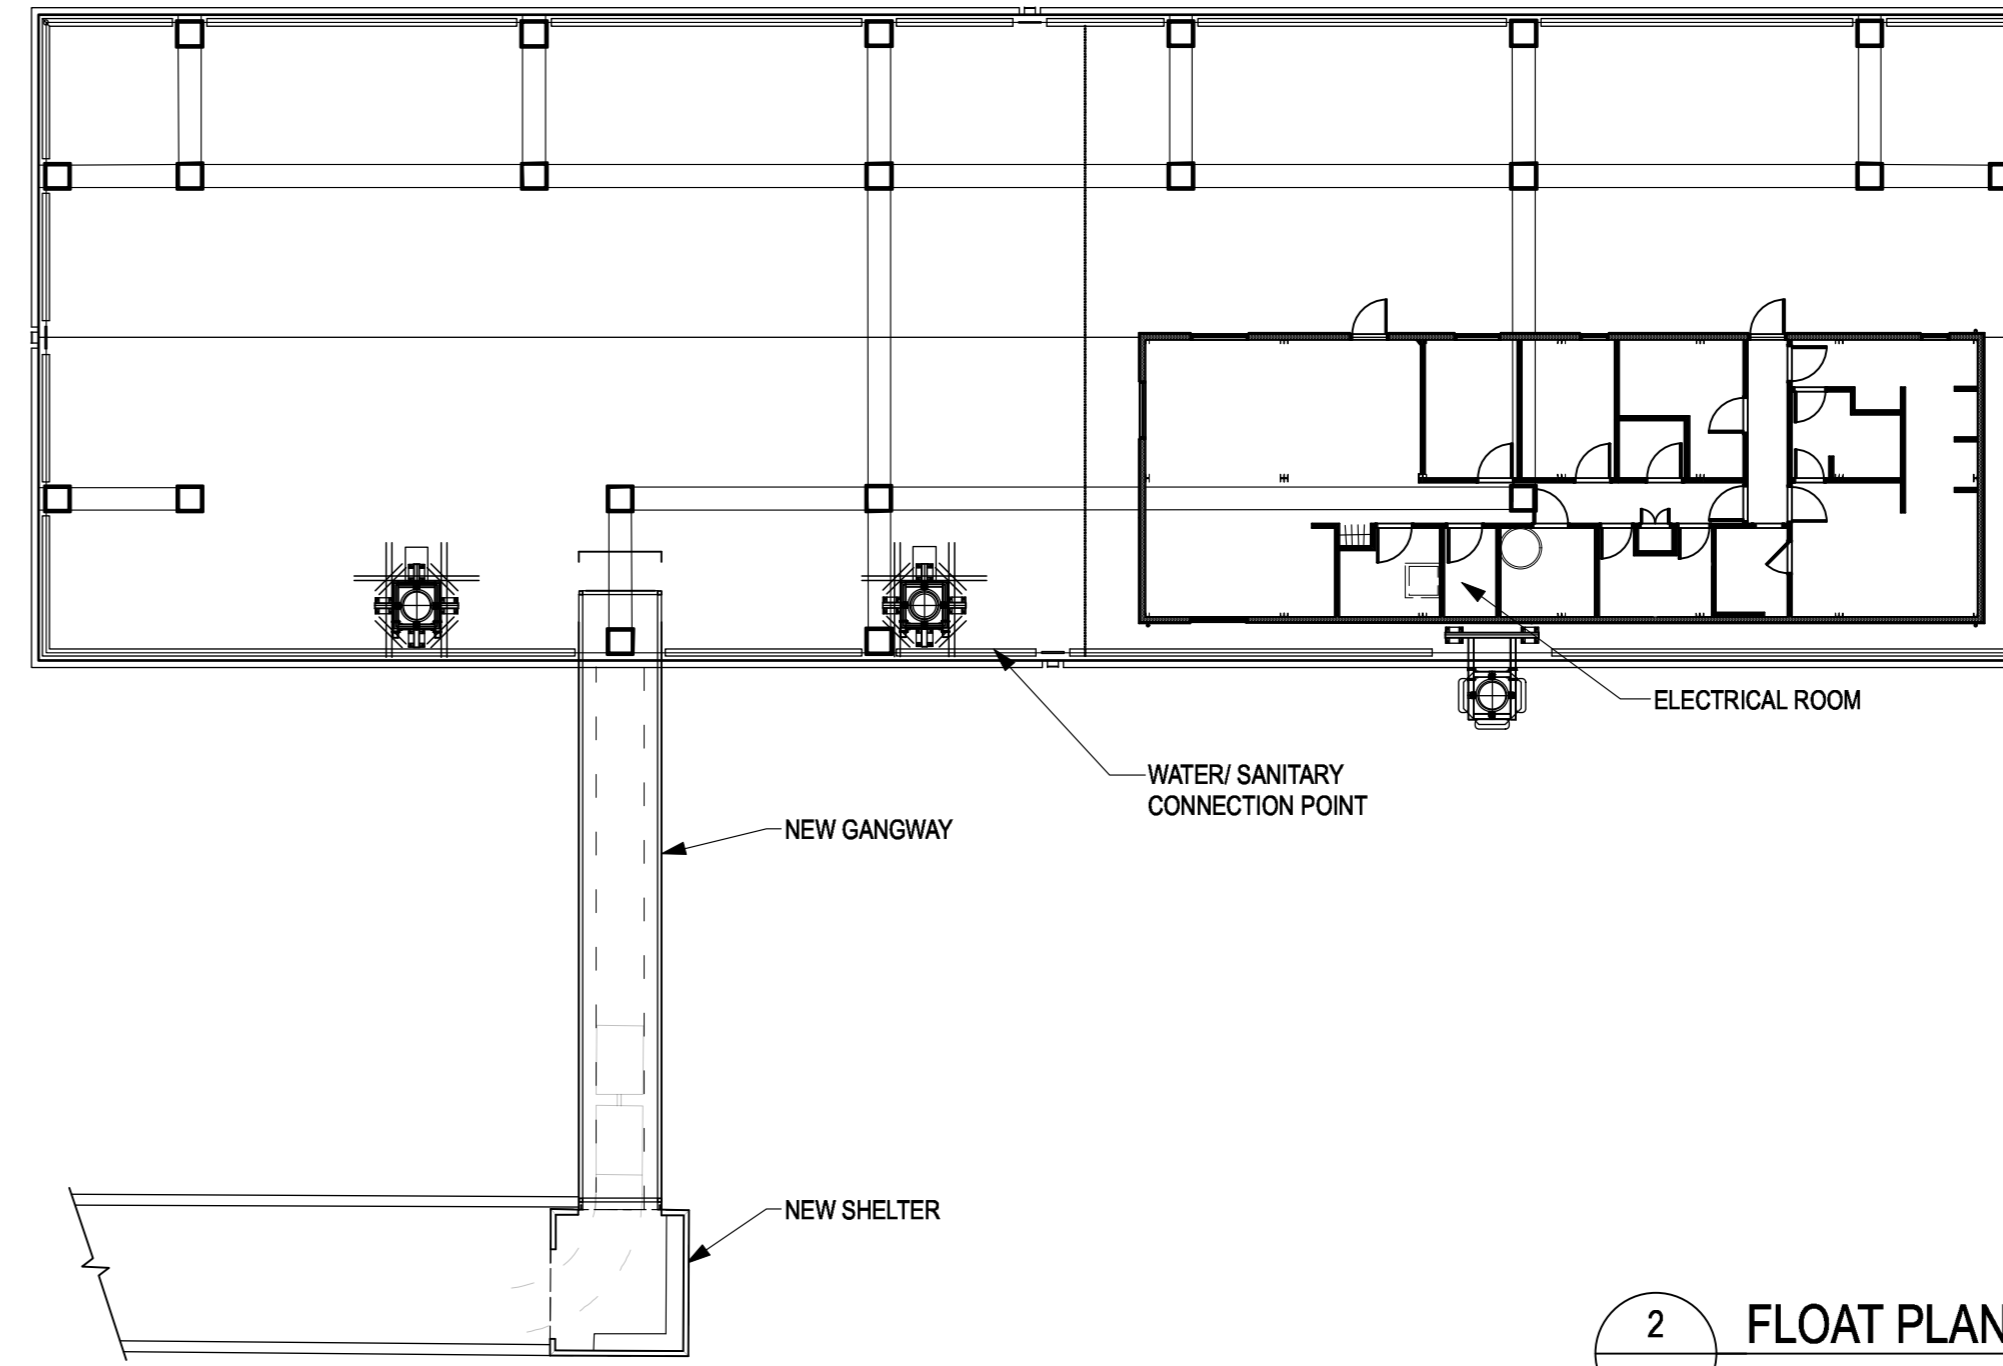 ELECTRICAL ROOM
WATER/ SANITARY
CONNECTION POINT
NEW GANGWAY
NEW SHELTER
2
FLOAT PLAN